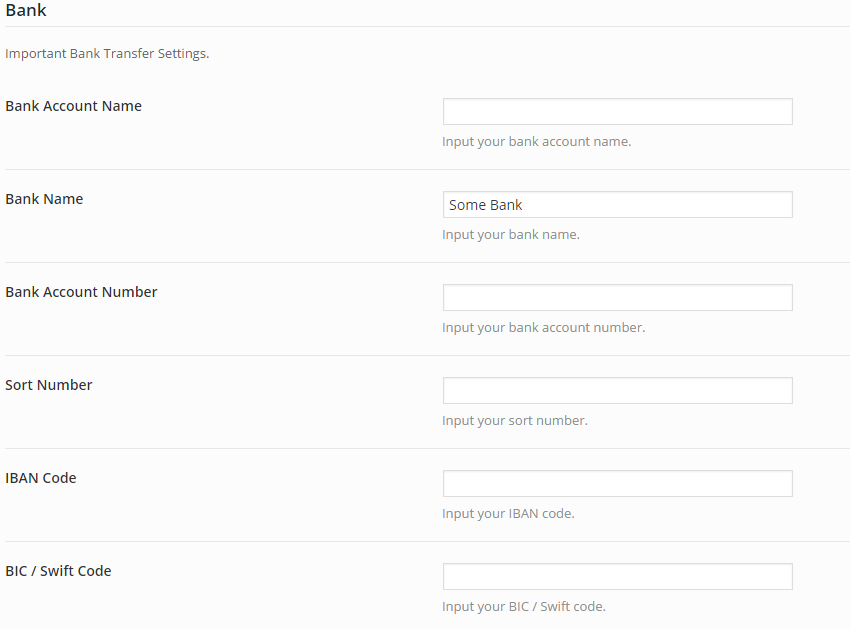 Bank
Important Bank Transfer Settings.
Bank Account Name
Input your bank account name.
Bank Name
Some Bank
Input your bank name.
Bank Account Number
Input your bank account number.
Sort Number
Input your sort number.
IBAN Code
Input your IBAN code.
BIC / Swift Code
Input your BIC / Swift code.